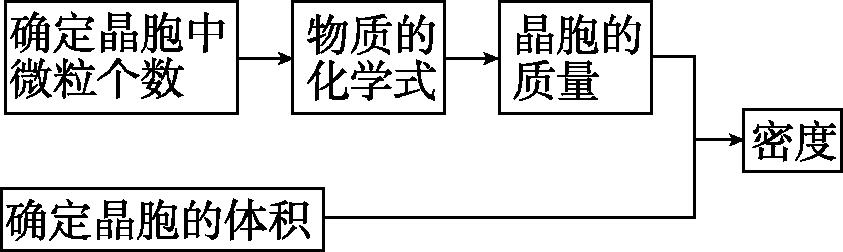 确定晶胞中
微粒个数
物质的
化学式
晶胞的
质量
密度
确定晶胞的体积